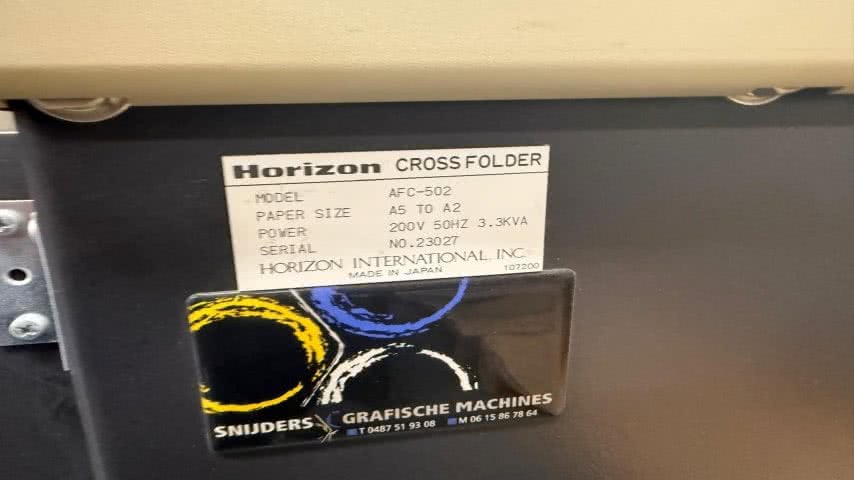 Horizon CROSS FOLDER
MODEL AFC-502
PAPER SIZE A5 TO A2
POWER 200V 50HZ 3.3KVA
SERIAL NO.23027
HORIZON INTERNATIONAL, INC.
MADE IN JAPAN 107200
SNIJDERS GRAFISCHE MACHINES
T 0487 51 93 08 M 06 15 86 78 64